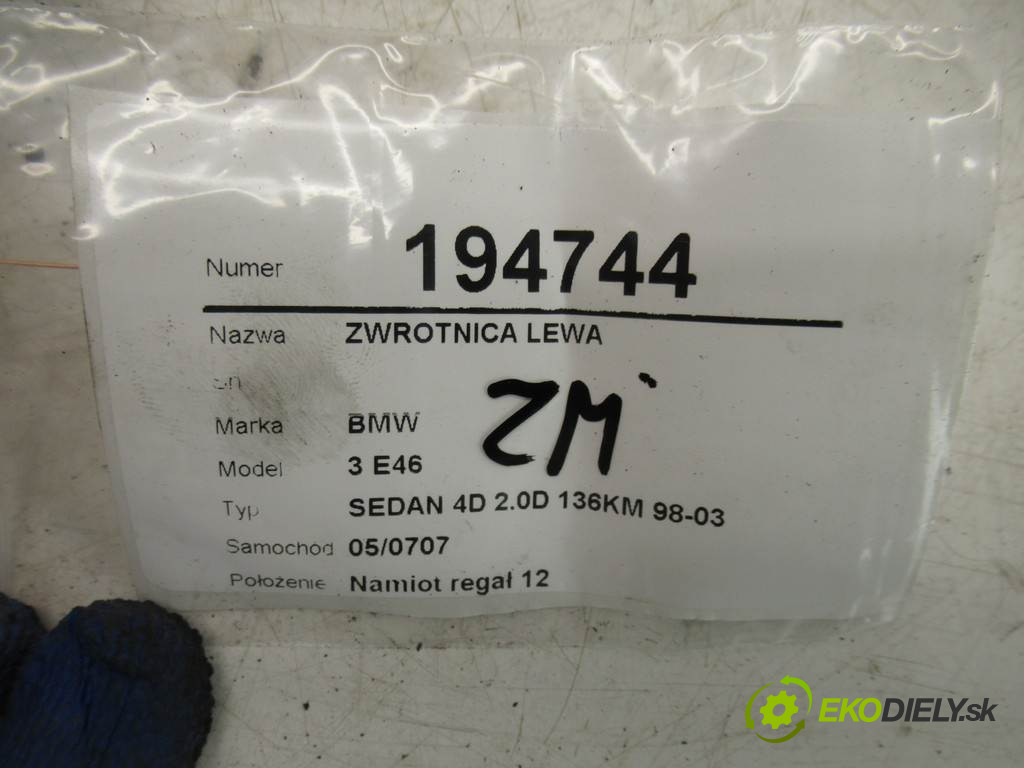 Numer 194744
Nazwa ZWROTNICA LEWA
ZM
Marka BMW
Model 3 E46
Typ SEDAN 4D 2.0D 136KM 98-03
Samochód 05/0707
Położenie Namiot regał 12
EKODIELY.sk